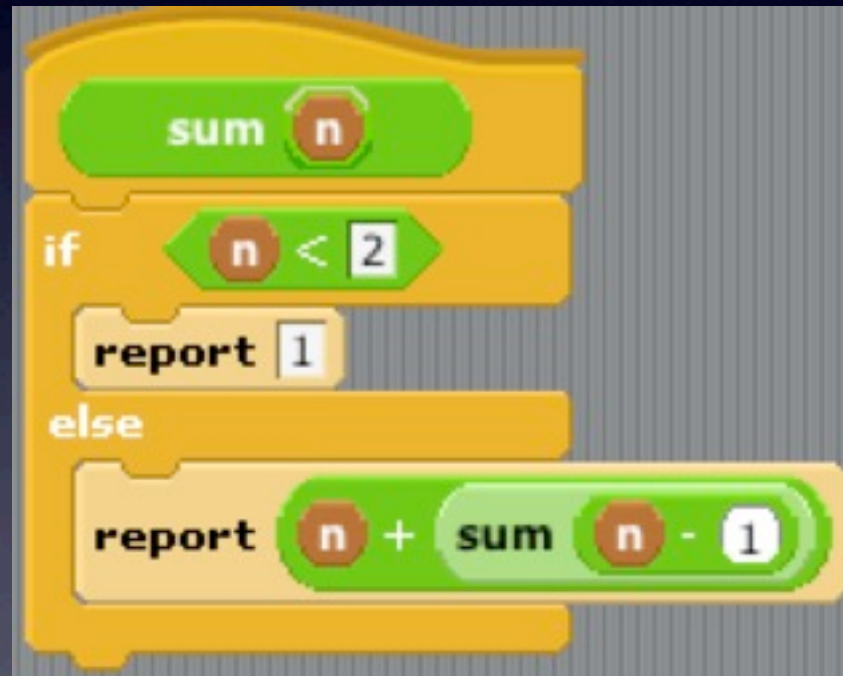 sum n
if n < 2
report 1
else
report n + sum n - 1